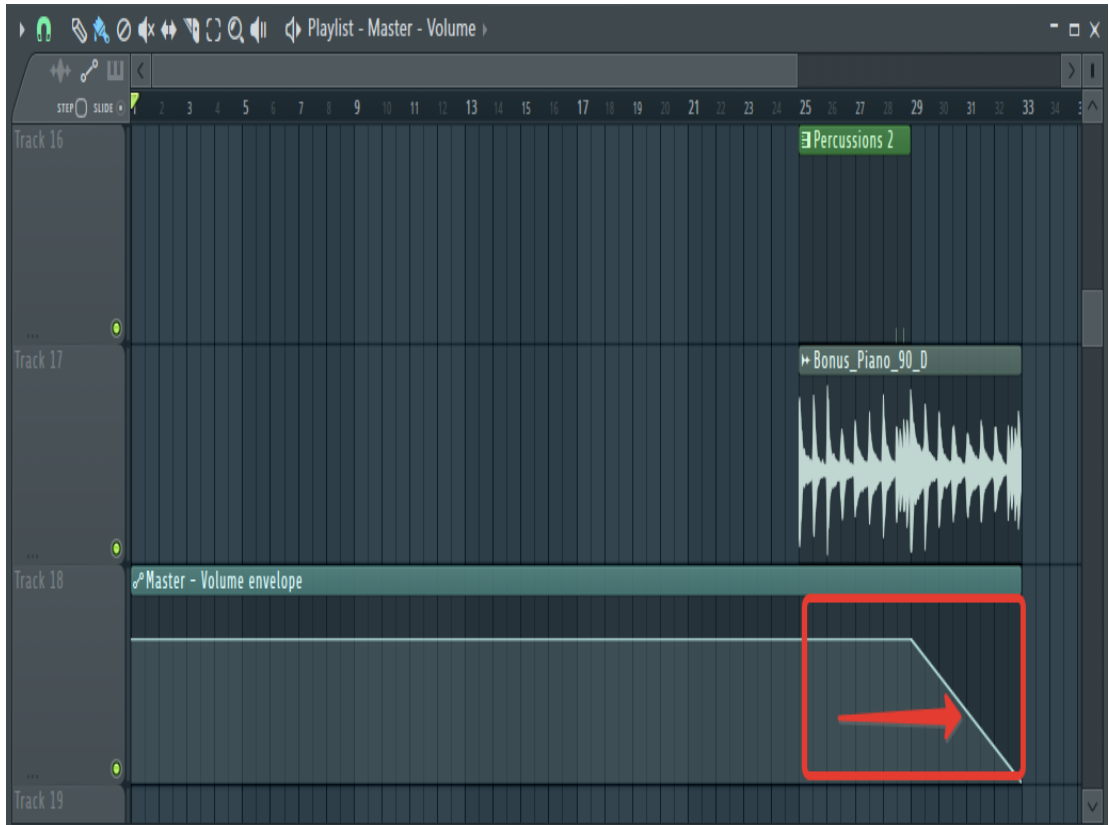 Playlist - Master - Volume
STEP SLIDE 1 2 3 4 5 6 7 8 9 10 11 12 13 14 15 16 17 18 19 20 21 22 23 24 25 26 27 28 29 30 31 32 33 34
Track 16
Percussions 2
...
Track 17
Bonus_Piano_90_D
...
Track 18
Master - Volume envelope
...
Track 19